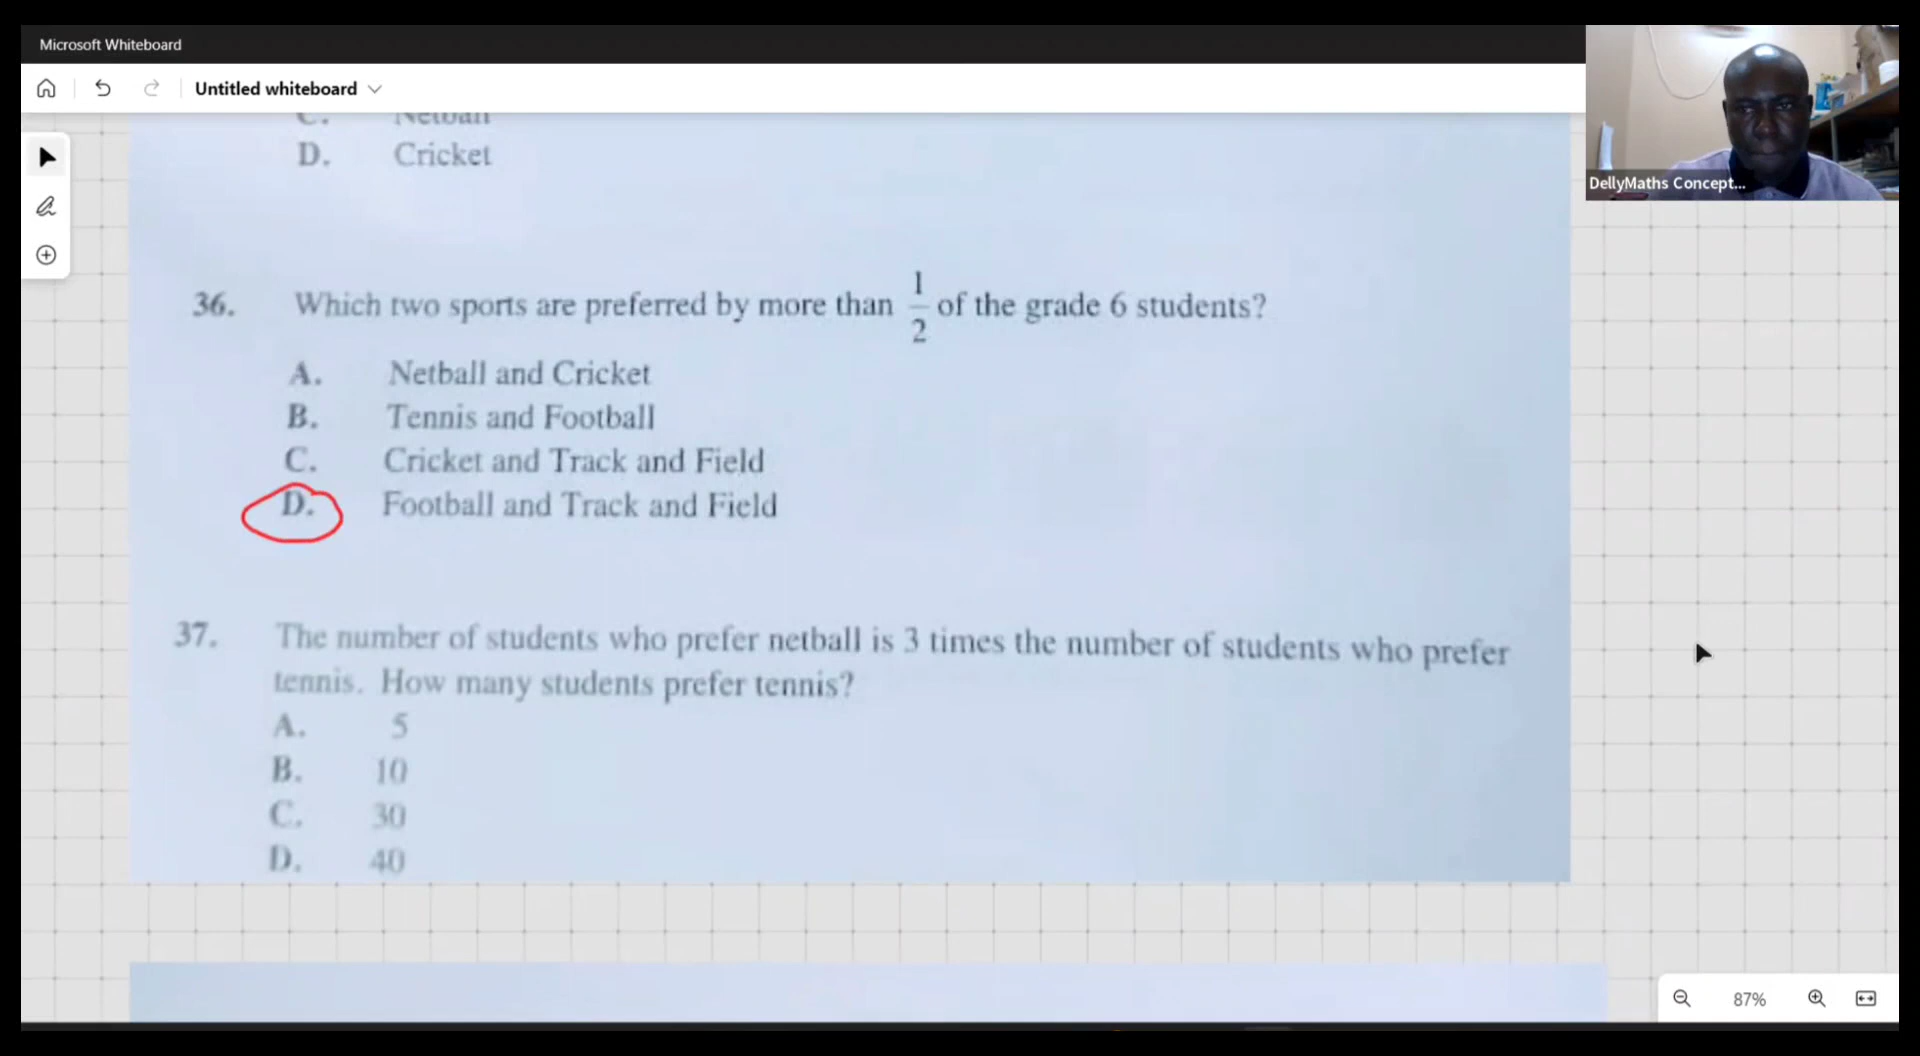 Microsoft Whiteboard
Untitled whiteboard
DellyMaths Concept...
C. Netball
D. Cricket
36. Which two sports are preferred by more than 1/2 of the grade 6 students?
A. Netball and Cricket
B. Tennis and Football
C. Cricket and Track and Field
D. Football and Track and Field
37. The number of students who prefer netball is 3 times the number of students who prefer
tennis. How many students prefer tennis?
A. 5
B. 10
C. 30
D. 40
87%